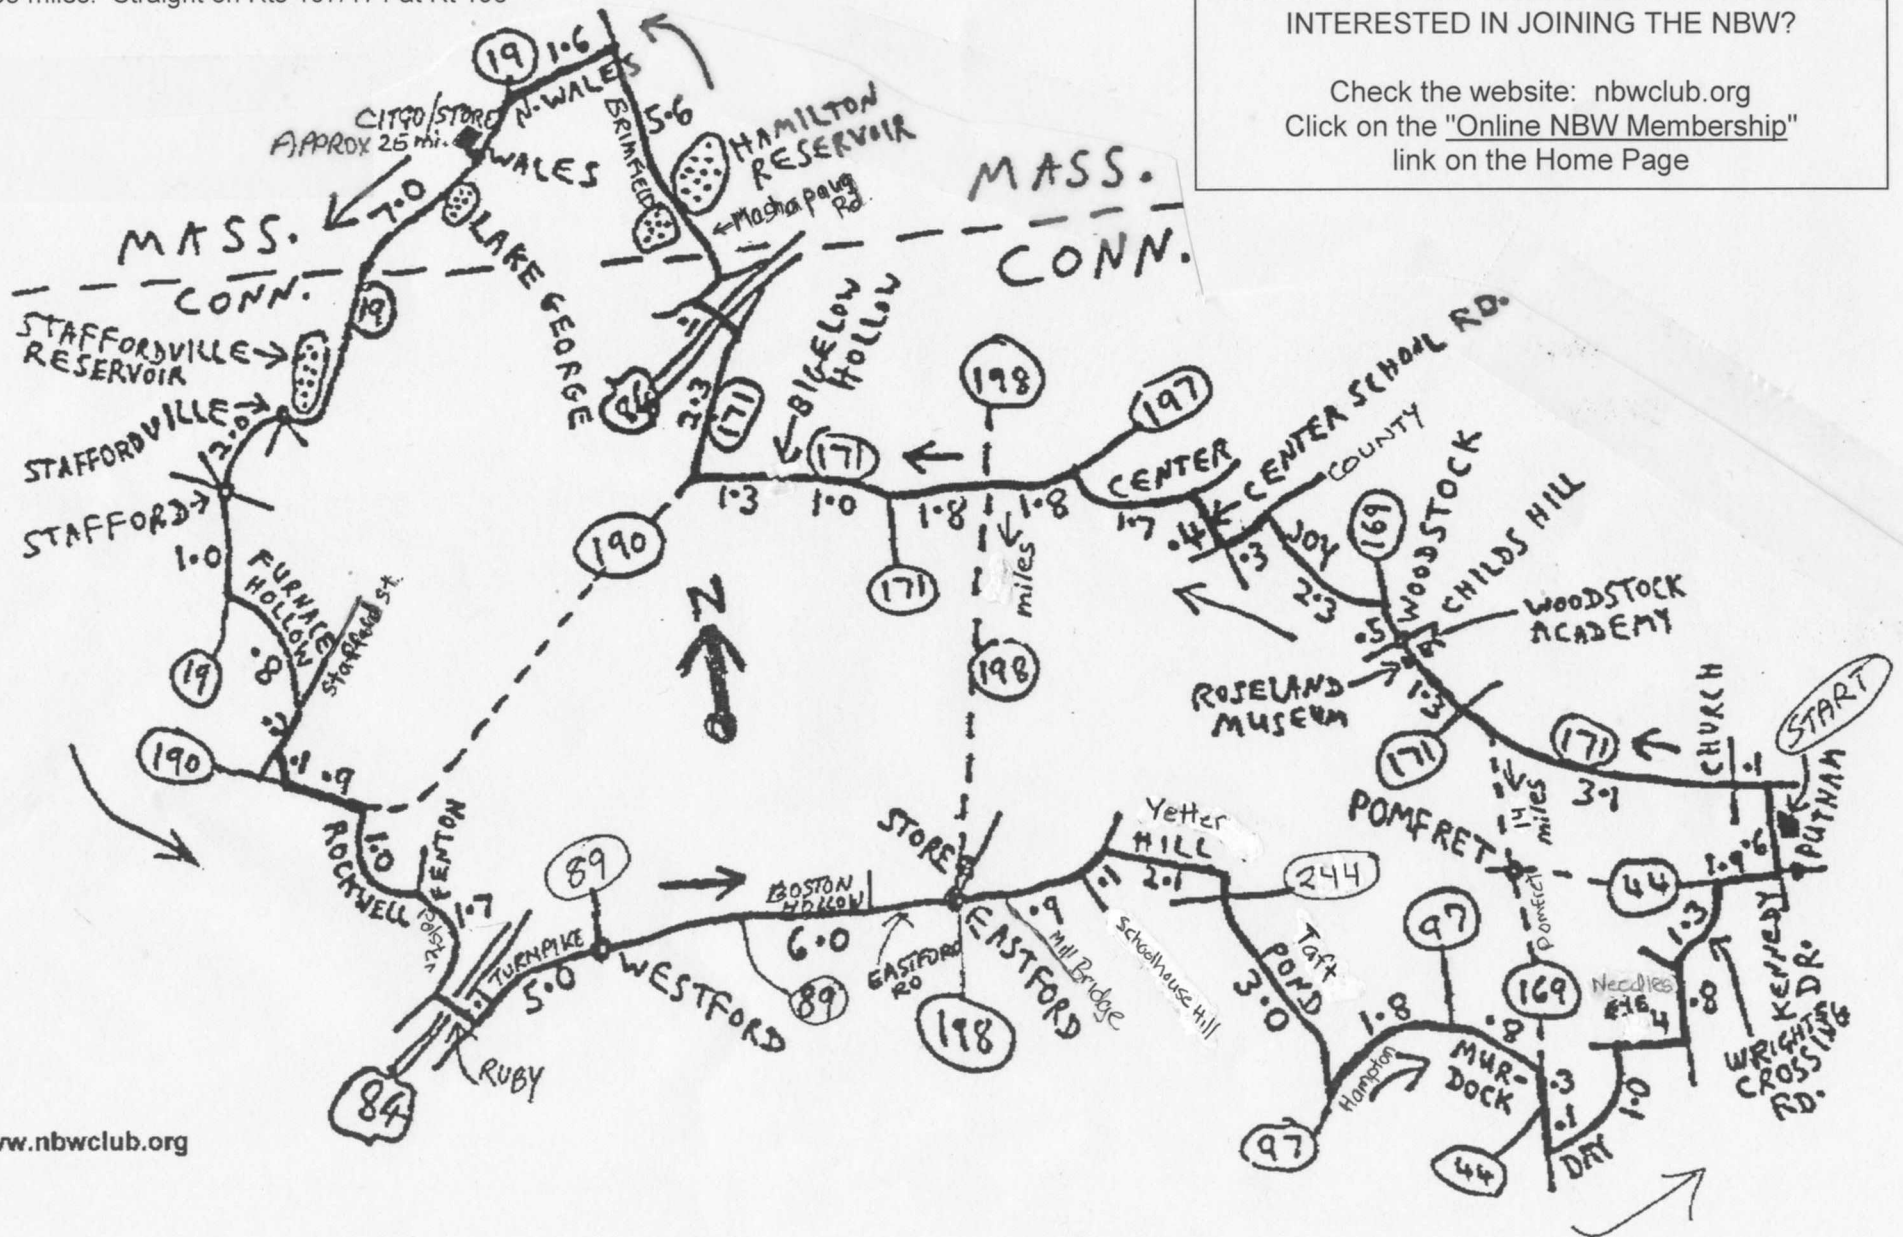 INTERESTED IN JOINING THE NBW?
Check the website: nbwclub.org
Click on the "Online NBW Membership"
link on the Home Page
19
1.6
N. WALES
BRIMFIELD
5.6
HAMILTON
RESERVOIR
CITGO/STORE
APPROX 25 mi.
WALES
Mashapaug
Rd.
MASS.
CONN.
7.0
MASS.
CONN.
LAKE GEORGE
19
STAFFORDVILLE
RESERVOIR
STAFFORDVILLE
2.0
STAFFORD
1.0
FURNACE
HOLLOW
.8
Stafford St.
19
.1
84
2.3
171
BIGELOW
HOLLOW
171
198
197
1.3
1.0
1.8
1.8
171
miles
198
190
CENTER
1.7
CENTER SCHOOL RD.
.4
COUNTY
.3
JOY
2.3
169
WOODSTOCK
CHILDS HILL
.5
WOODSTOCK
ACADEMY
ROSELAND
MUSEUM
1.3
171
171
3.1
CHURCH
.1
START
PUTNAM
.6
N
190
.1
.9
ROCKWELL
1.0
FENTON
1.7
TURNPIKE
5.0
.1
RUBY
84
89
WESTFORD
BOSTON
HOLLOW
6.0
89
EASTFORD
RD
STORE
EASTFORD
198
.9
Mill Bridge
.1
Schoolhouse Hill
Yetter
HILL
2.1
244
Taft
POND
3.0
97
Hampton
1.8
97
.8
MUR-
DOCK
POMFRET
14
miles
Pomfret
169
.3
.1
44
DAY
1.0
Needles
.4
.8
1.3
44
1.9
KENNEDY
DR.
WRIGHTS
CROSSING
RD.
www.nbwclub.org